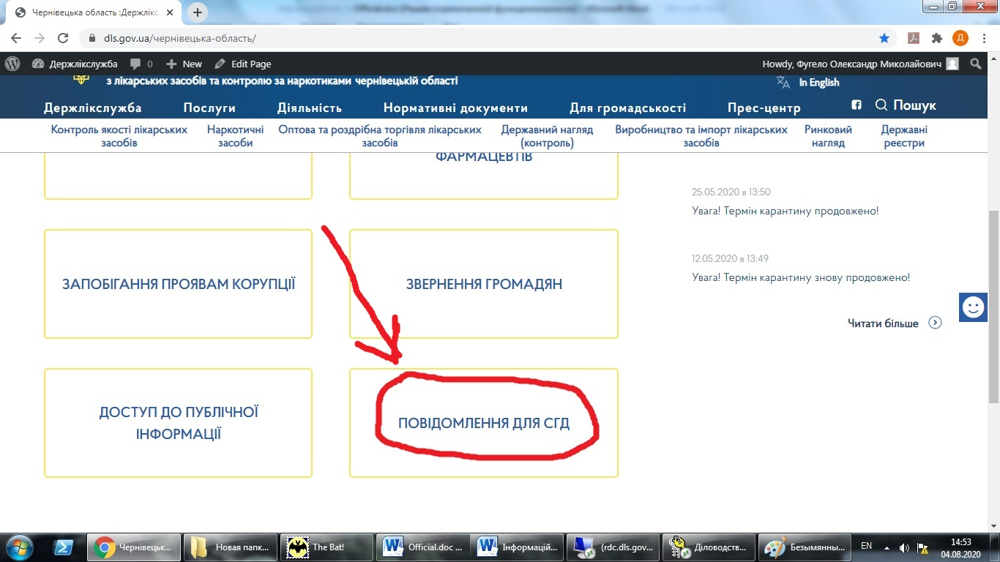 Чернівецька область :Держлікс
dls.gov.ua/чернівецька-область/
Держлікслужба 0 New Edit Page Howdy, Фугело Олександр Миколайович
з лікарських засобів та контролю за наркотиками чернівецькій області
In English
Держлікслужба Послуги Діяльність Нормативні документи Для громадськості Прес-центр Пошук
Контроль якості лікарських засобів
Наркотичні засоби
Оптова та роздрібна торгівля лікарських засобів
Державний нагляд (контроль)
Виробництво та імпорт лікарських засобів
Ринковий нагляд
Державні реєстри
ФАРМАЦЕВТІВ
25.05.2020 в 13:50
Увага! Термін карантину продовжено!
12.05.2020 в 13:49
Увага! Термін карантину знову продовжено!
Читати більше
ЗАПОБІГАННЯ ПРОЯВАМ КОРУПЦІЇ
ЗВЕРНЕННЯ ГРОМАДЯН
ДОСТУП ДО ПУБЛІЧНОЇ
ІНФОРМАЦІЇ
ПОВІДОМЛЕННЯ ДЛЯ СГД
Чернівецьк... Новая папк... The Bat! Official.doc ... Інформацій... (rdc.dls.gov... Діловодств... Безымянны... EN 14:53
04.08.2020